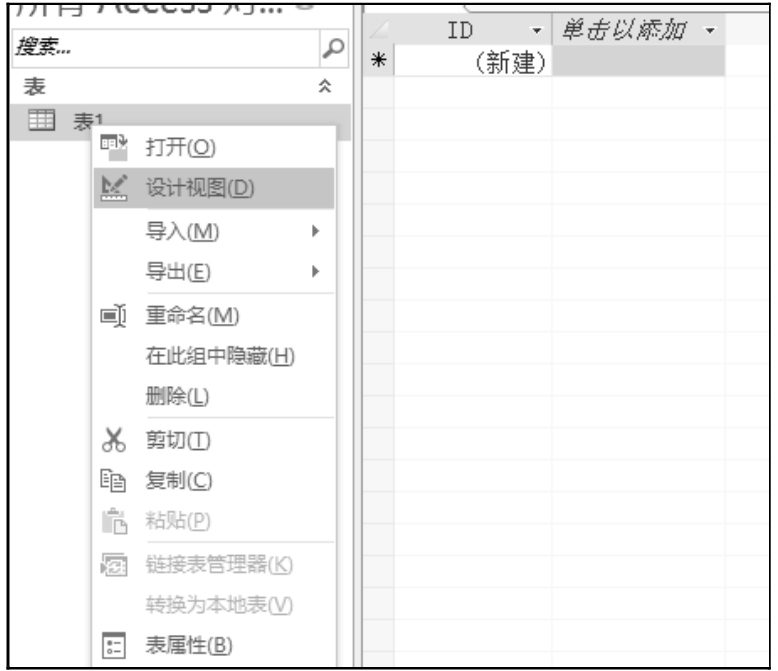 所有 Access 对...
搜索...
表
表1
打开(O)
设计视图(D)
导入(M)
导出(E)
重命名(M)
在此组中隐藏(H)
删除(L)
剪切(T)
复制(C)
粘贴(P)
链接表管理器(K)
转换为本地表(V)
表属性(B)
ID 单击以添加
* (新建)